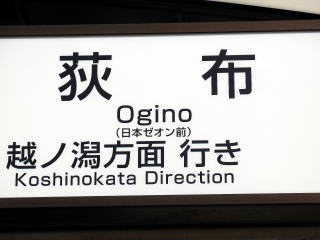 荻 布
Ogino
(日本ゼオン前)
越ノ潟方面 行き
Koshinokata Direction